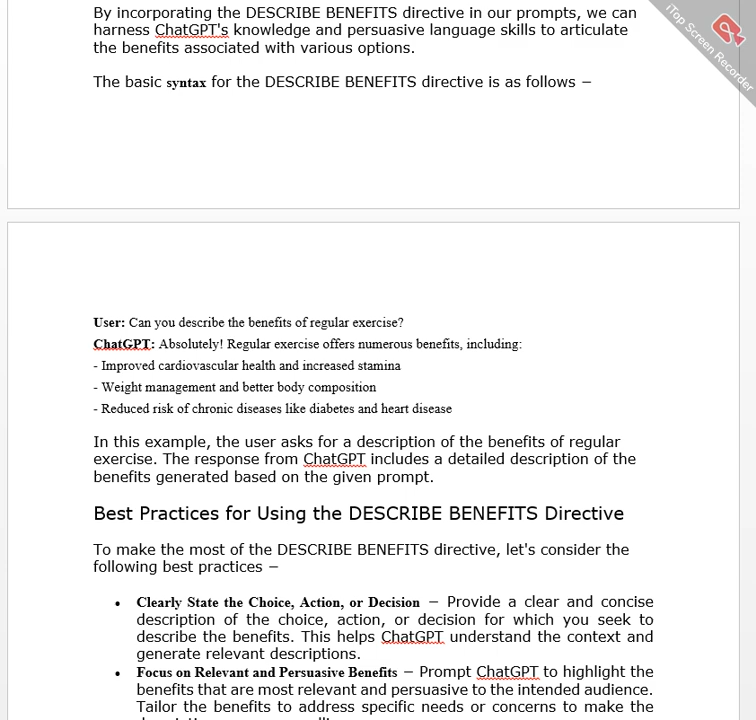 By incorporating the DESCRIBE BENEFITS directive in our prompts, we can
harness ChatGPT's knowledge and persuasive language skills to articulate
the benefits associated with various options.
The basic syntax for the DESCRIBE BENEFITS directive is as follows −
iTop Screen Recorder
User: Can you describe the benefits of regular exercise?
ChatGPT: Absolutely! Regular exercise offers numerous benefits, including:
- Improved cardiovascular health and increased stamina
- Weight management and better body composition
- Reduced risk of chronic diseases like diabetes and heart disease
In this example, the user asks for a description of the benefits of regular
exercise. The response from ChatGPT includes a detailed description of the
benefits generated based on the given prompt.
Best Practices for Using the DESCRIBE BENEFITS Directive
To make the most of the DESCRIBE BENEFITS directive, let's consider the
following best practices −
• Clearly State the Choice, Action, or Decision − Provide a clear and concise
description of the choice, action, or decision for which you seek to
describe the benefits. This helps ChatGPT understand the context and
generate relevant descriptions.
• Focus on Relevant and Persuasive Benefits − Prompt ChatGPT to highlight the
benefits that are most relevant and persuasive to the intended audience.
Tailor the benefits to address specific needs or concerns to make the